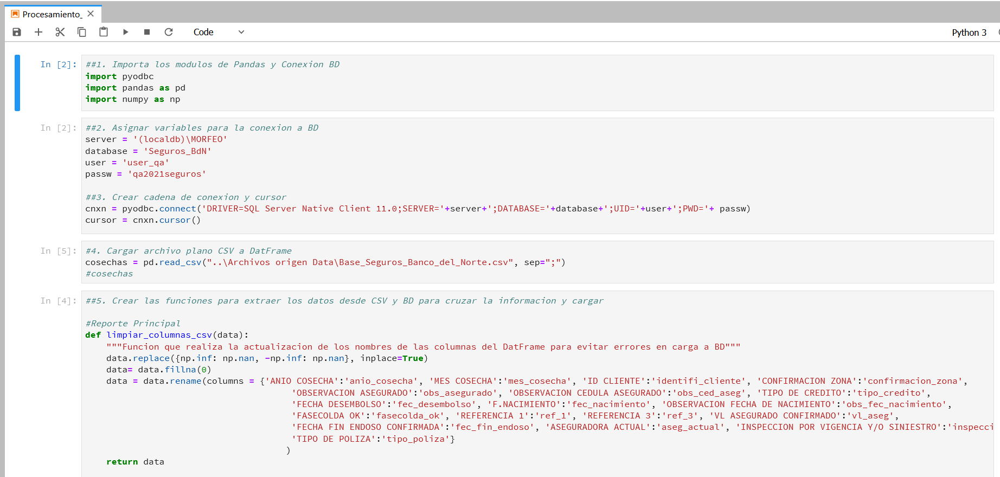 Procesamiento_
Code
Python 3
In [2]:
##1. Importa los modulos de Pandas y Conexion BD
import pyodbc
import pandas as pd
import numpy as np
In [2]:
##2. Asignar variables para la conexion a BD
server = '(localdb)\MORFEO'
database = 'Seguros_BdN'
user = 'user_qa'
passw = 'qa2021seguros'
##3. Crear cadena de conexion y cursor
cnxn = pyodbc.connect('DRIVER=SQL Server Native Client 11.0;SERVER='+server+';DATABASE='+database+';UID='+user+';PWD='+ passw)
cursor = cnxn.cursor()
In [5]:
#4. Cargar archivo plano CSV a DatFrame
cosechas = pd.read_csv("..\Archivos origen Data\Base_Seguros_Banco_del_Norte.csv", sep=";")
#cosechas
In [4]:
##5. Crear las funciones para extraer los datos desde CSV y BD para cruzar la informacion y cargar
#Reporte Principal
def limpiar_columnas_csv(data):
"""Funcion que realiza la actualizacion de los nombres de las columnas del DatFrame para evitar errores en carga a BD"""
data.replace({np.inf: np.nan, -np.inf: np.nan}, inplace=True)
data= data.fillna(0)
data = data.rename(columns = {'ANIO COSECHA':'anio_cosecha', 'MES COSECHA':'mes_cosecha', 'ID CLIENTE':'identifi_cliente', 'CONFIRMACION ZONA':'confirmacion_zona',
'OBSERVACION ASEGURADO':'obs_asegurado', 'OBSERVACION CEDULA ASEGURADO':'obs_ced_aseg', 'TIPO DE CREDITO':'tipo_credito',
'FECHA DESEMBOLSO':'fec_desembolso', 'F.NACIMIENTO':'fec_nacimiento', 'OBSERVACION FECHA DE NACIMIENTO':'obs_fec_nacimiento',
'FASECOLDA OK':'fasecolda_ok', 'REFERENCIA 1':'ref_1', 'REFERENCIA 3':'ref_3', 'VL ASEGURADO CONFIRMADO':'vl_aseg',
'FECHA FIN ENDOSO CONFIRMADA':'fec_fin_endoso', 'ASEGURADORA ACTUAL':'aseg_actual', 'INSPECCION POR VIGENCIA Y/O SINIESTRO':'inspecci
'TIPO DE POLIZA':'tipo_poliza'}
)
return data